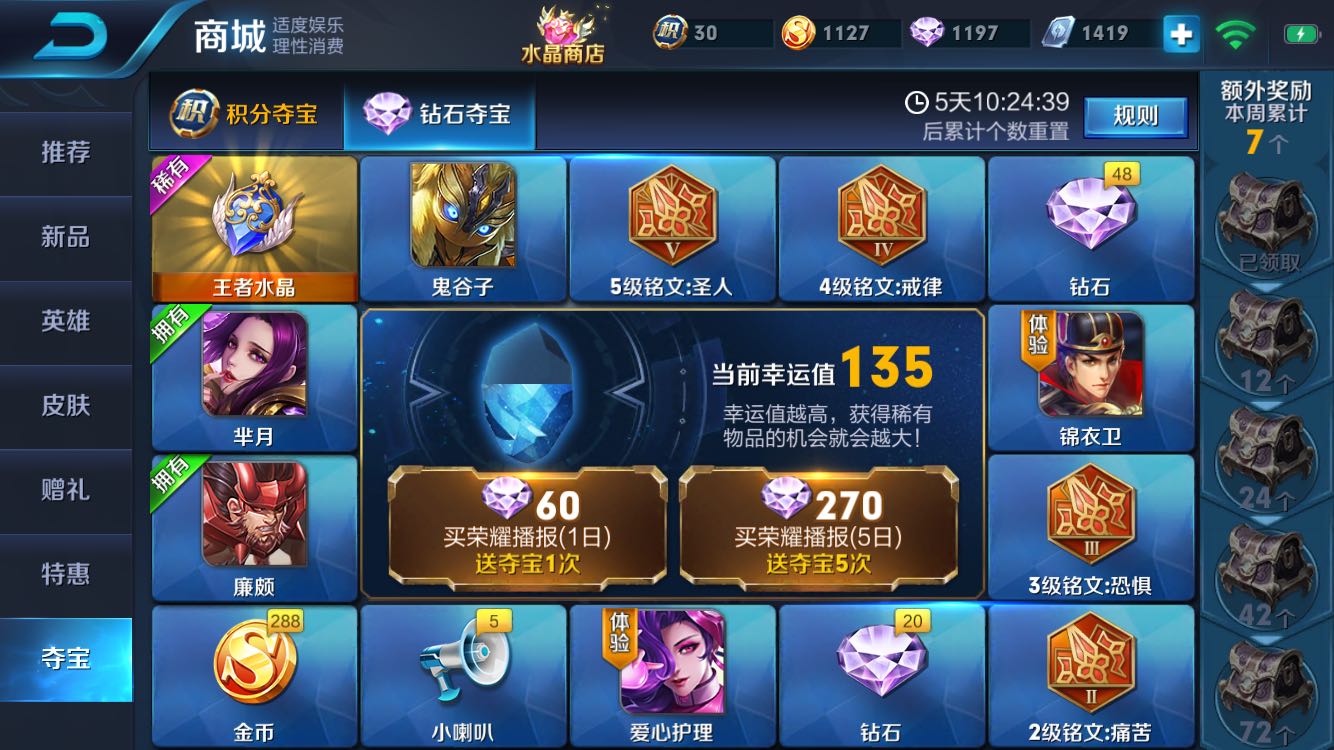 商城
适度娱乐
理性消费
水晶商店
积 30
S 1127
1197
1419
推荐
新品
英雄
皮肤
赠礼
特惠
夺宝
积 积分夺宝
钻石夺宝
5天10:24:39
后累计个数重置
规则
额外奖励
本周累计
7个
已领取
12个
24个
42个
72个
稀有
王者水晶
鬼谷子
V
5级铭文:圣人
IV
4级铭文:戒律
48
钻石
拥有
芈月
当前幸运值135
幸运值越高，获得稀有
物品的机会就会越大！
60
买荣耀播报(1日)
送夺宝1次
270
买荣耀播报(5日)
送夺宝5次
体验
锦衣卫
拥有
廉颇
III
3级铭文:恐惧
288
S
金币
5
小喇叭
体验
爱心护理
20
钻石
II
2级铭文:痛苦